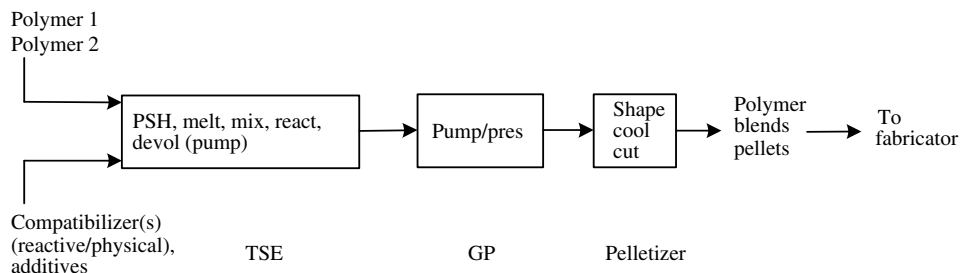 Polymer 1
Polymer 2
PSH, melt, mix, react,
devol (pump)
Pump/pres
Shape
cool
cut
Polymer
blends
pellets
To
fabricator
Compatibilizer(s)
(reactive/physical),
additives
TSE
GP
Pelletizer